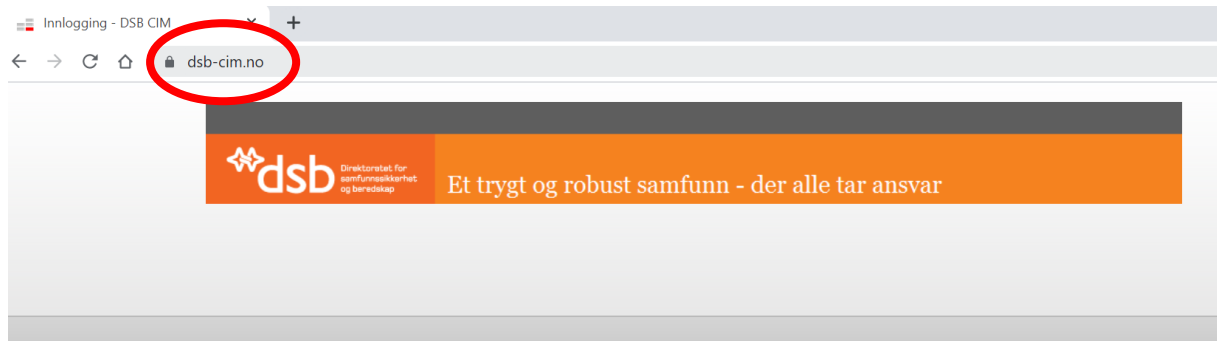 Innlogging - DSB CIM
dsb-cim.no
dsb
Direktoratet for
samfunnssikkerhet
og beredskap
Et trygt og robust samfunn - der alle tar ansvar